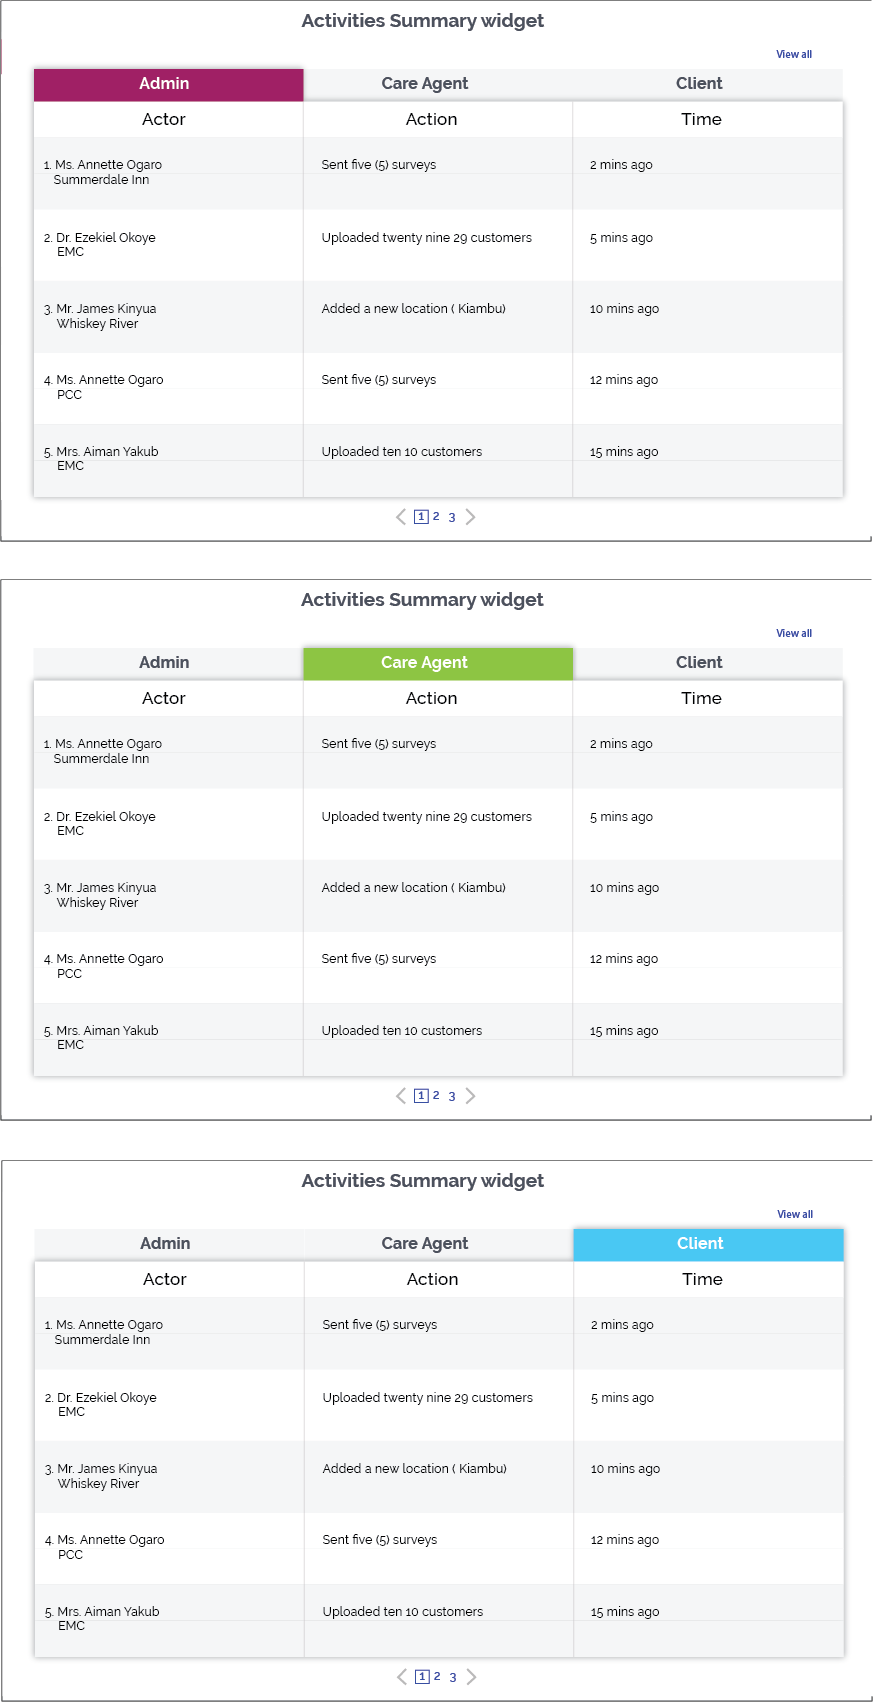 Activities Summary widget
View all
Admin Care Agent Client
Actor Action Time
1. Ms. Annette Ogaro Sent five (5) surveys 2 mins ago
Summerdale Inn
2. Dr. Ezekiel Okoye Uploaded twenty nine 29 customers 5 mins ago
EMC
3. Mr. James Kinyua Added a new location ( Kiambu) 10 mins ago
Whiskey River
4. Ms. Annette Ogaro Sent five (5) surveys 12 mins ago
PCC
5. Mrs. Aiman Yakub Uploaded ten 10 customers 15 mins ago
EMC
1 2 3
Activities Summary widget
View all
Admin Care Agent Client
Actor Action Time
1. Ms. Annette Ogaro Sent five (5) surveys 2 mins ago
Summerdale Inn
2. Dr. Ezekiel Okoye Uploaded twenty nine 29 customers 5 mins ago
EMC
3. Mr. James Kinyua Added a new location ( Kiambu) 10 mins ago
Whiskey River
4. Ms. Annette Ogaro Sent five (5) surveys 12 mins ago
PCC
5. Mrs. Aiman Yakub Uploaded ten 10 customers 15 mins ago
EMC
1 2 3
Activities Summary widget
View all
Admin Care Agent Client
Actor Action Time
1. Ms. Annette Ogaro Sent five (5) surveys 2 mins ago
Summerdale Inn
2. Dr. Ezekiel Okoye Uploaded twenty nine 29 customers 5 mins ago
EMC
3. Mr. James Kinyua Added a new location ( Kiambu) 10 mins ago
Whiskey River
4. Ms. Annette Ogaro Sent five (5) surveys 12 mins ago
PCC
5. Mrs. Aiman Yakub Uploaded ten 10 customers 15 mins ago
EMC
1 2 3